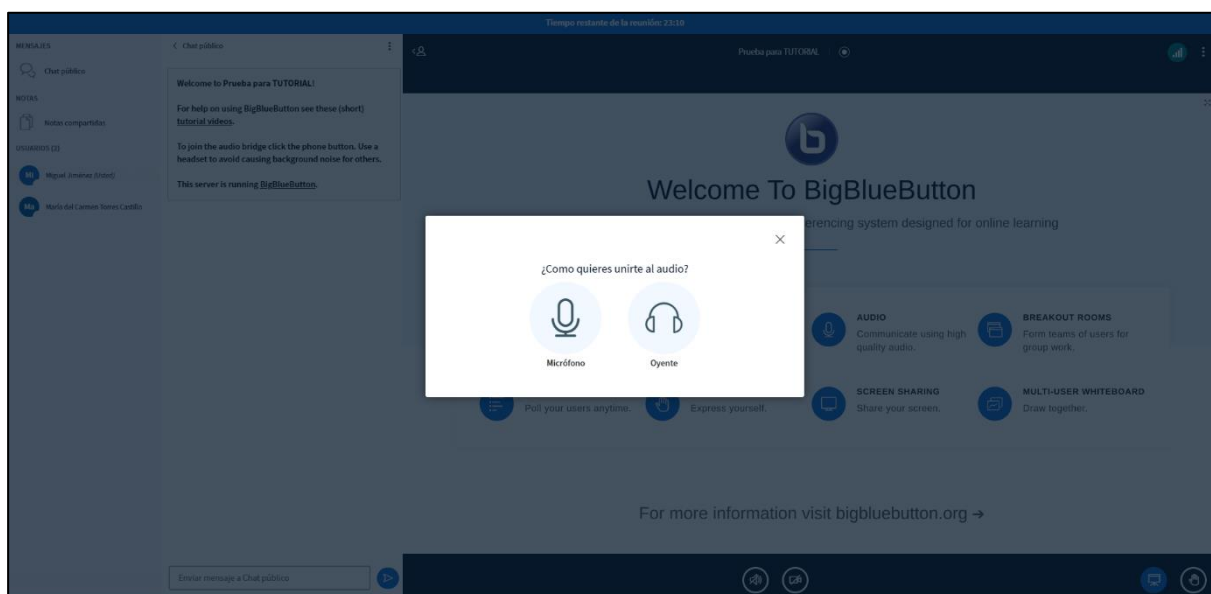 Tiempo restante de la reunión: 23:10
MENSAJES
Chat público
NOTAS
Notas compartidas
USUARIOS (2)
Mi
Miguel Jiménez (Usted)
Ma
María del Carmen Torres Castillo
Chat público
Welcome to Prueba para TUTORIAL!
For help on using BigBlueButton see these (short)
tutorial videos.
To join the audio bridge click the phone button. Use a
headset to avoid causing background noise for others.
This server is running BigBlueButton.
Enviar mensaje a Chat público
Prueba para TUTORIAL
Welcome To BigBlueButton
erencing system designed for online learning
¿Como quieres unirte al audio?
Micrófono
Oyente
AUDIO
Communicate using high
quality audio.
BREAKOUT ROOMS
Form teams of users for
group work.
Poll your users anytime.
Express yourself.
SCREEN SHARING
Share your screen.
MULTI-USER WHITEBOARD
Draw together.
For more information visit bigbluebutton.org →